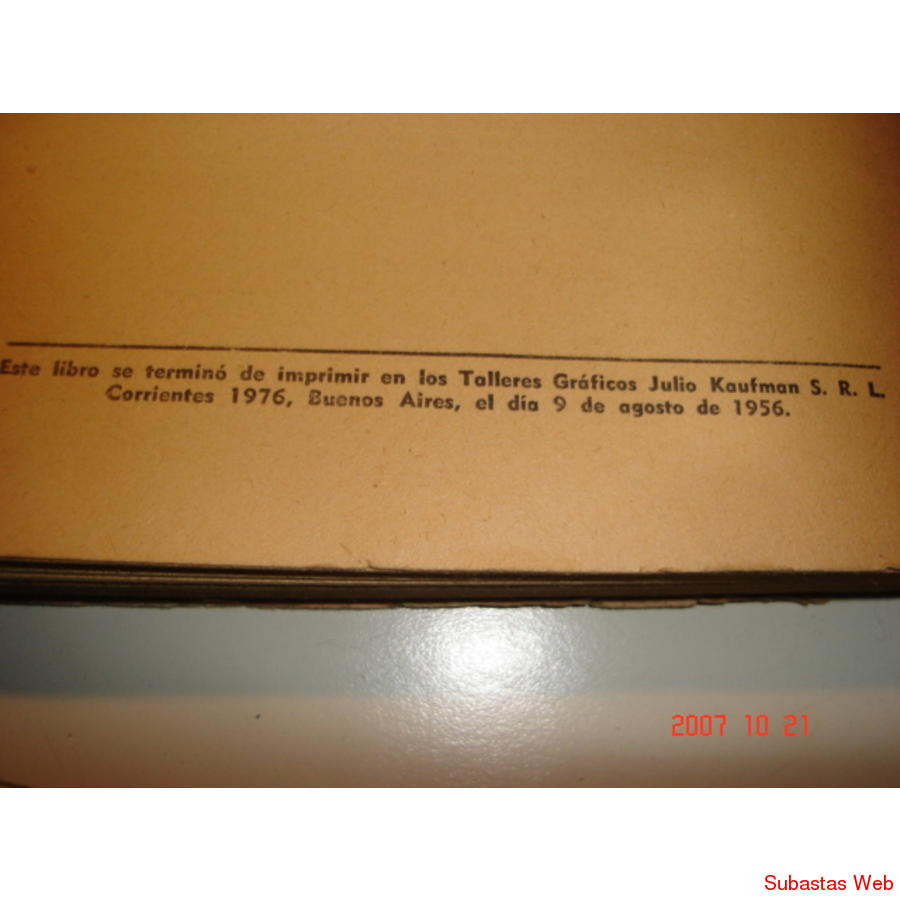 Este libro se terminó de imprimir en los Talleres Gráficos Julio Kaufman S. R. L.
Corrientes 1976, Buenos Aires, el día 9 de agosto de 1956.
2007 10 21
Subastas Web